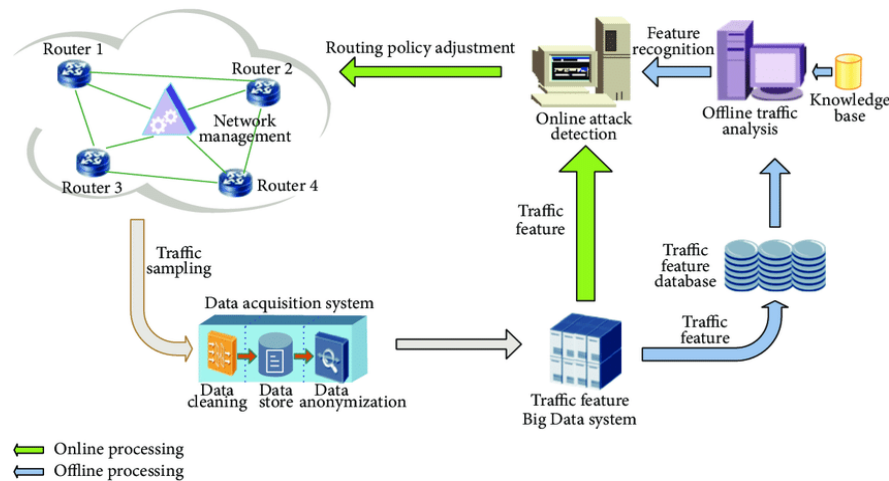 Router 1
Router 2
Network
management
Router 3
Router 4
Routing policy adjustment
Online attack
detection
Feature
recognition
Offline traffic
analysis
Knowledge
base
Traffic
sampling
Traffic
feature
Traffic
feature
database
Data acquisition system
Data
cleaning
Data
store
Data
anonymization
Traffic feature
Big Data system
Traffic
feature
Online processing
Offline processing